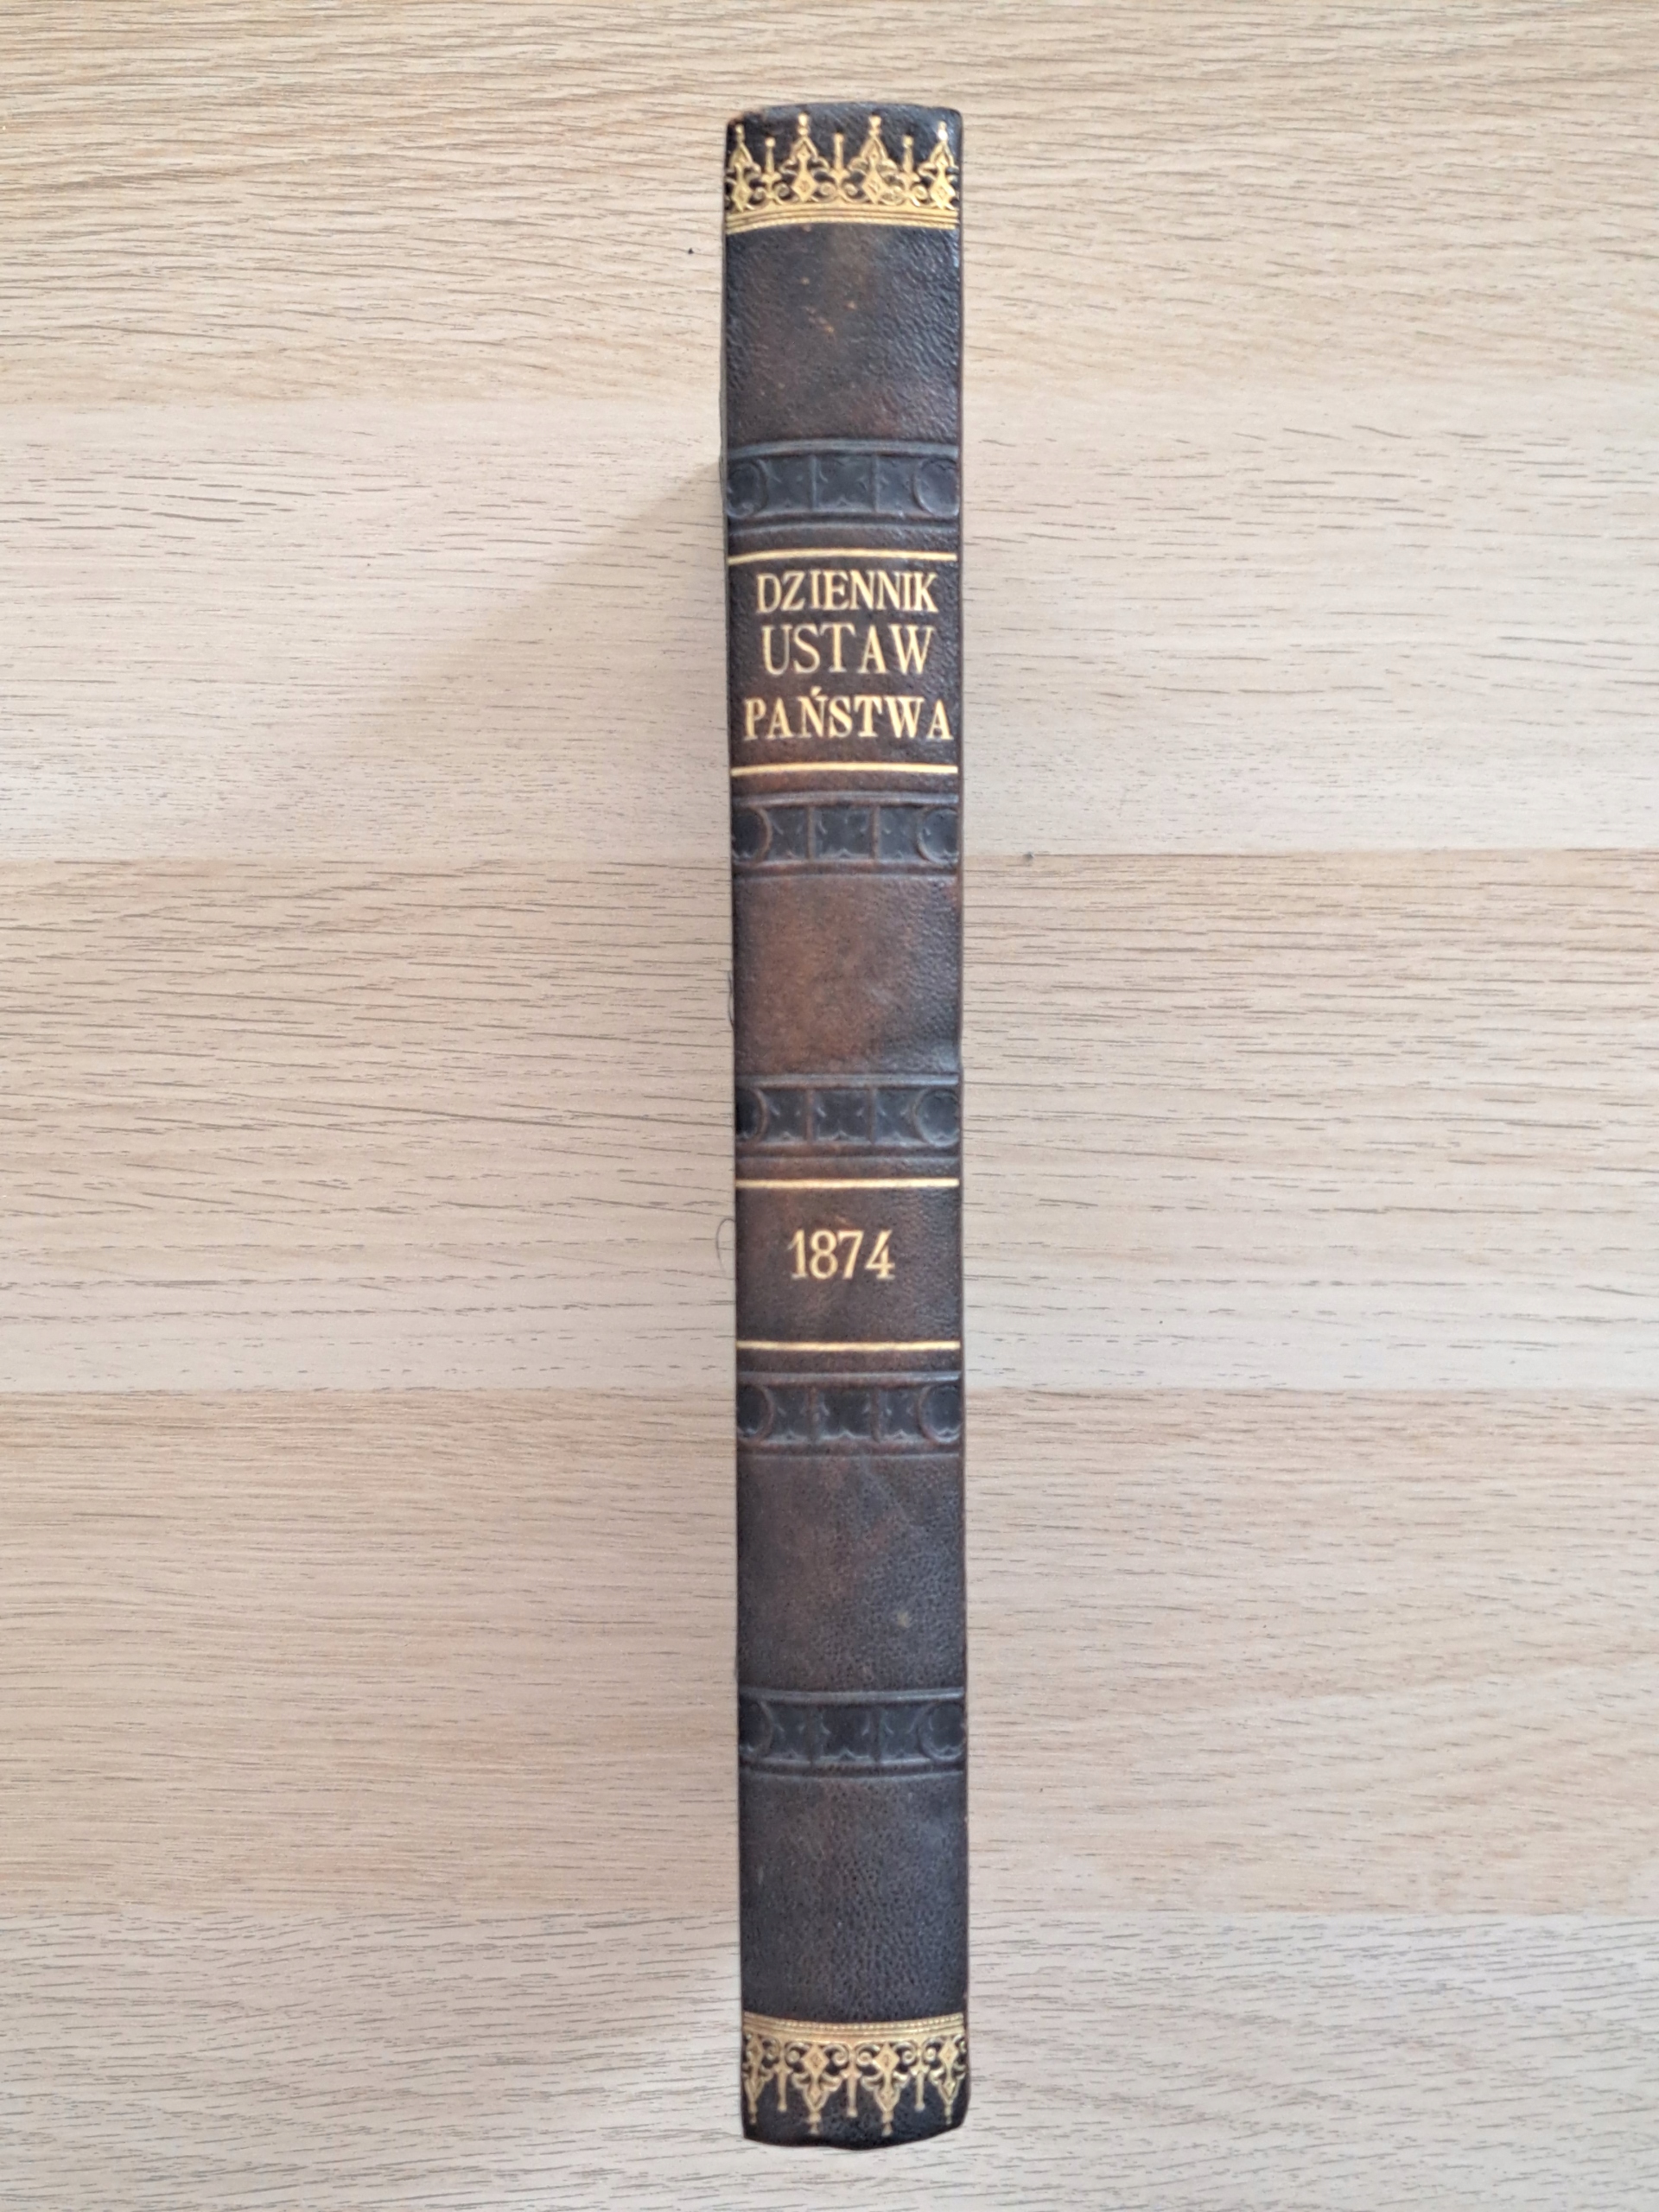 DZIENNIK
USTAW
PAŃSTWA
1874